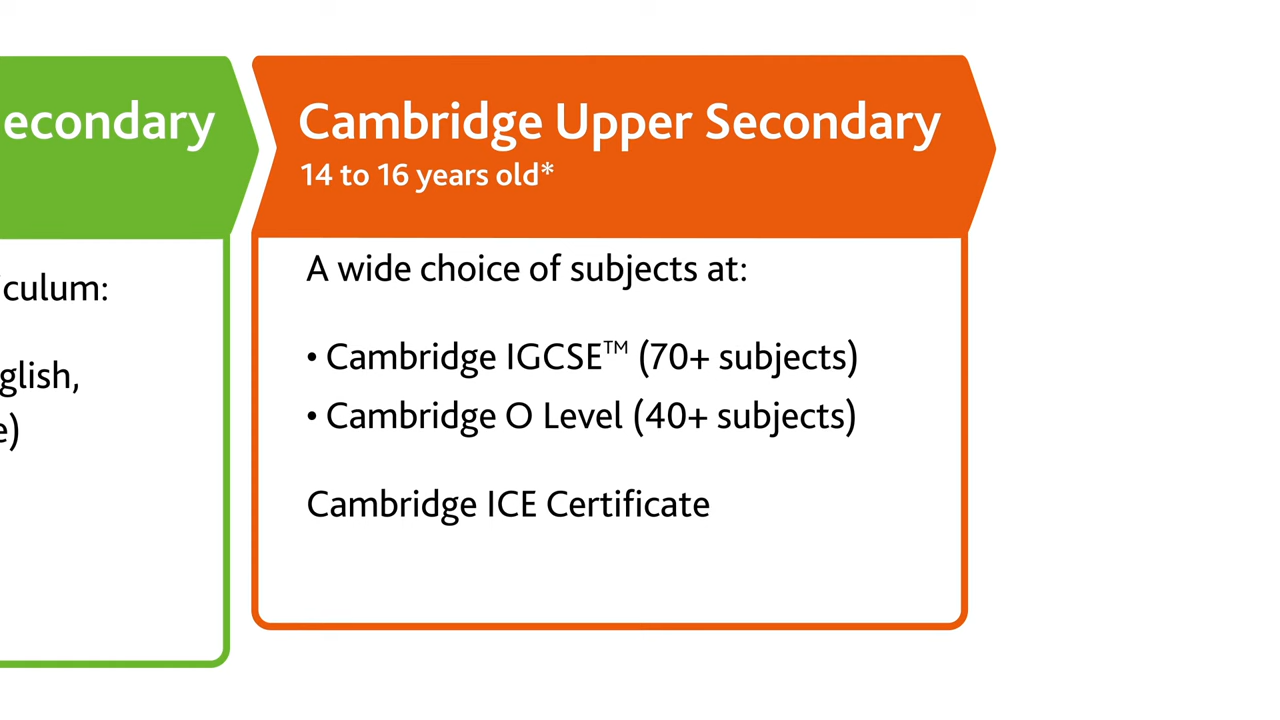 econdary
iculum:
glish,
e)
Cambridge Upper Secondary
14 to 16 years old*
A wide choice of subjects at:
• Cambridge IGCSE™ (70+ subjects)
• Cambridge O Level (40+ subjects)
Cambridge ICE Certificate